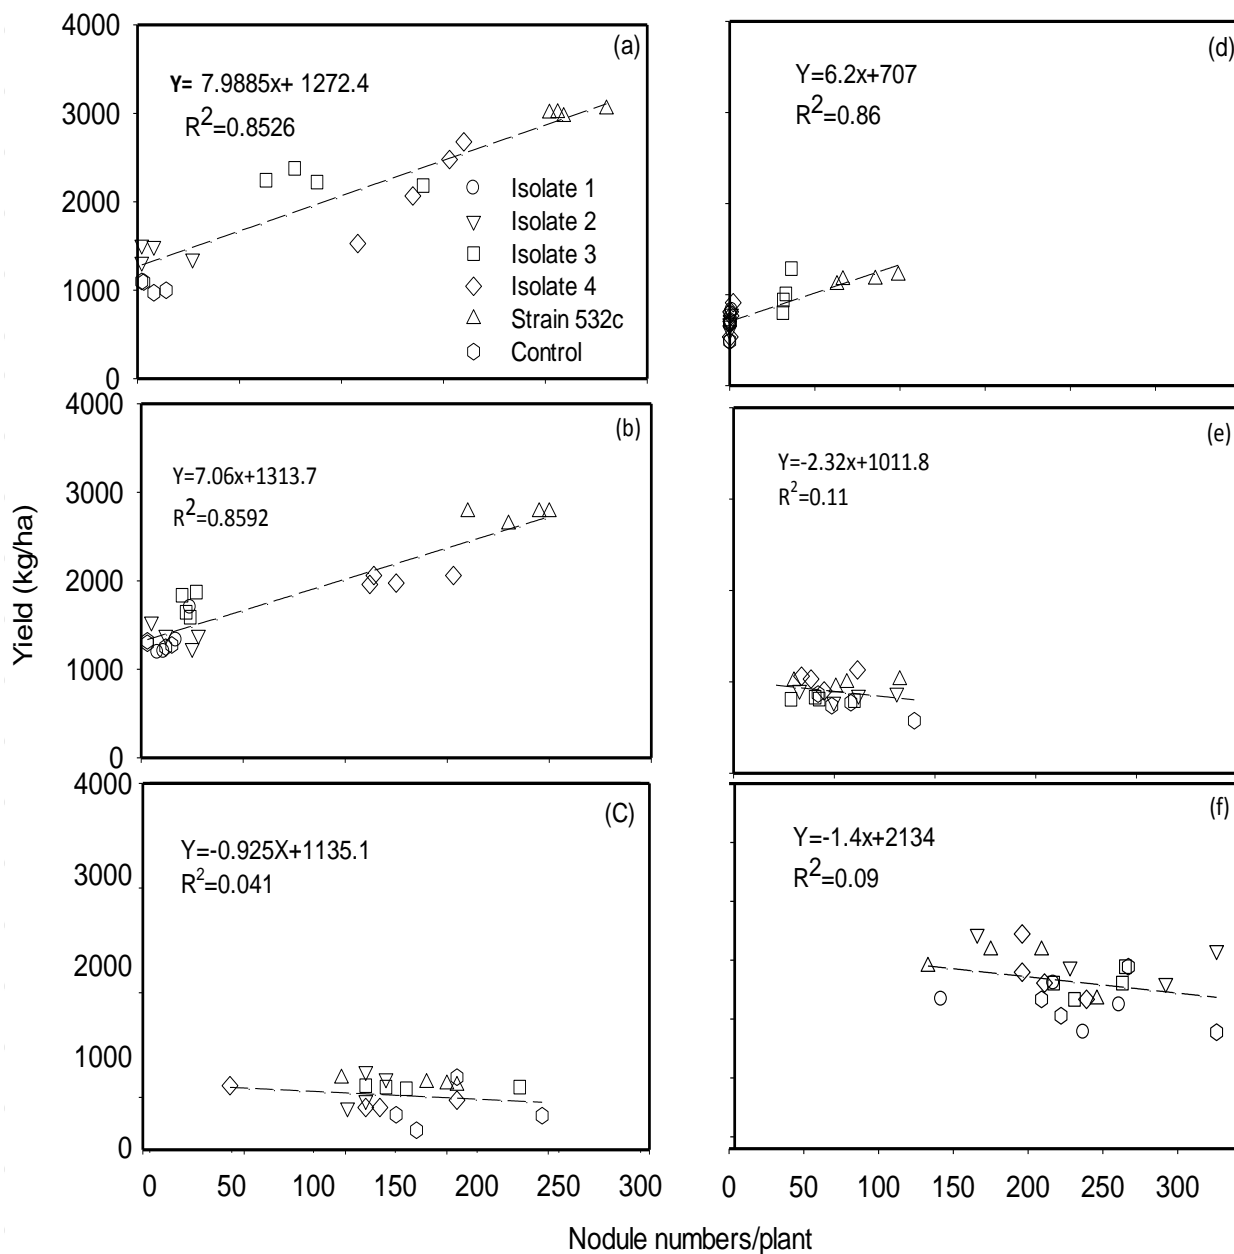 4000
3000
2000
1000
0
(a)
Y= 7.9885x+ 1272.4
R2=0.8526
Isolate 1
Isolate 2
Isolate 3
Isolate 4
Strain 532c
Control
(d)
Y=6.2x+707
R2=0.86
4000
3000
2000
1000
0
(b)
Y=7.06x+1313.7
R2=0.8592
(e)
Y=-2.32x+1011.8
R2=0.11
Yield (kg/ha)
4000
3000
2000
1000
0
(C)
Y=-0.925X+1135.1
R2=0.041
(f)
Y=-1.4x+2134
R2=0.09
0 50 100 150 200 250 300
0 50 100 150 200 250 300
Nodule numbers/plant